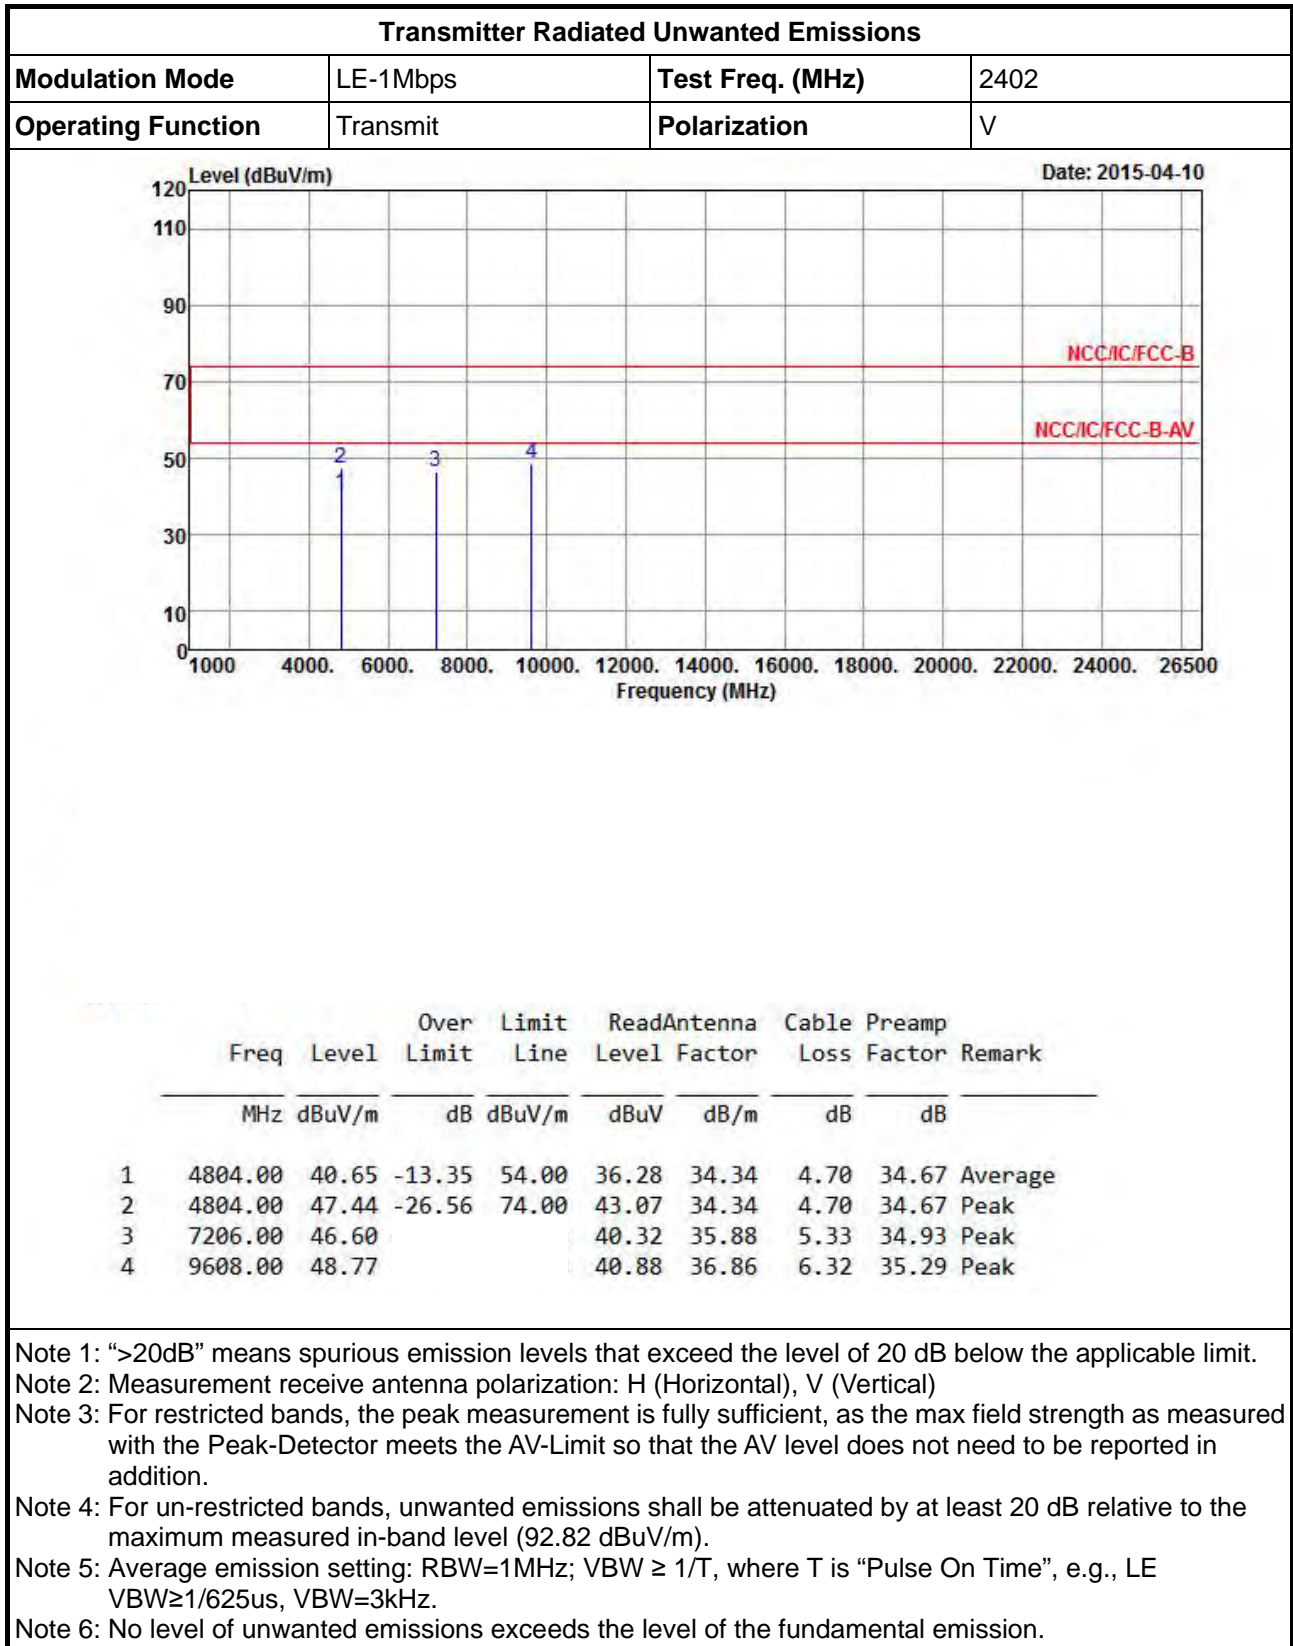 Transmitter Radiated Unwanted Emissions
Modulation Mode LE-1Mbps Test Freq. (MHz) 2402
Operating Function Transmit Polarization V
Level (dBuV/m) Date: 2015-04-10
120
110
90
NCC/IC/FCC-B
70
NCC/IC/FCC-B-AV
50
2 3 4
1
30
10
0
1000 4000. 6000. 8000. 10000. 12000. 14000. 16000. 18000. 20000. 22000. 24000. 26500
Frequency (MHz)
Over Limit ReadAntenna Cable Preamp
Freq Level Limit Line Level Factor Loss Factor Remark
MHz dBuV/m dB dBuV/m dBuV dB/m dB dB
1 4804.00 40.65 -13.35 54.00 36.28 34.34 4.70 34.67 Average
2 4804.00 47.44 -26.56 74.00 43.07 34.34 4.70 34.67 Peak
3 7206.00 46.60 40.32 35.88 5.33 34.93 Peak
4 9608.00 48.77 40.88 36.86 6.32 35.29 Peak
Note 1: “>20dB” means spurious emission levels that exceed the level of 20 dB below the applicable limit.
Note 2: Measurement receive antenna polarization: H (Horizontal), V (Vertical)
Note 3: For restricted bands, the peak measurement is fully sufficient, as the max field strength as measured
with the Peak-Detector meets the AV-Limit so that the AV level does not need to be reported in
addition.
Note 4: For un-restricted bands, unwanted emissions shall be attenuated by at least 20 dB relative to the
maximum measured in-band level (92.82 dBuV/m).
Note 5: Average emission setting: RBW=1MHz; VBW ≥ 1/T, where T is “Pulse On Time”, e.g., LE
VBW≥1/625us, VBW=3kHz.
Note 6: No level of unwanted emissions exceeds the level of the fundamental emission.